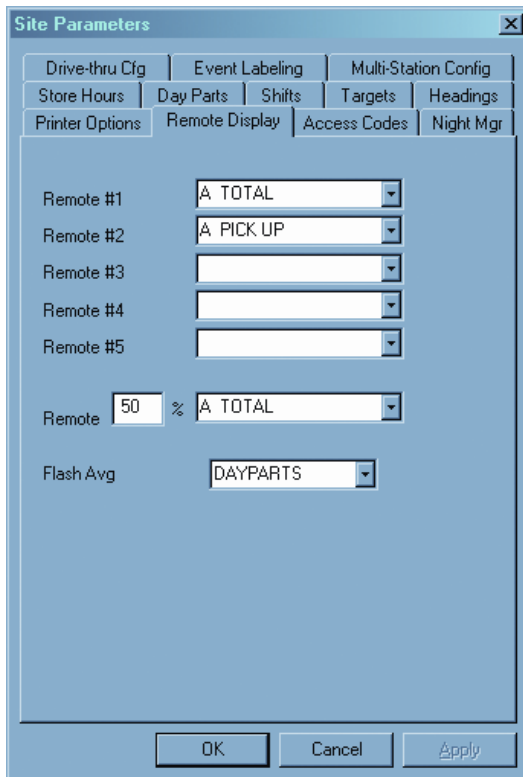 Site Parameters
Drive-thru Cfg Event Labeling Multi-Station Config
Store Hours Day Parts Shifts Targets Headings
Printer Options Remote Display Access Codes Night Mgr
Remote #1 A TOTAL
Remote #2 A PICK UP
Remote #3
Remote #4
Remote #5
Remote 50 % A TOTAL
Flash Avg DAYPARTS
OK Cancel Apply